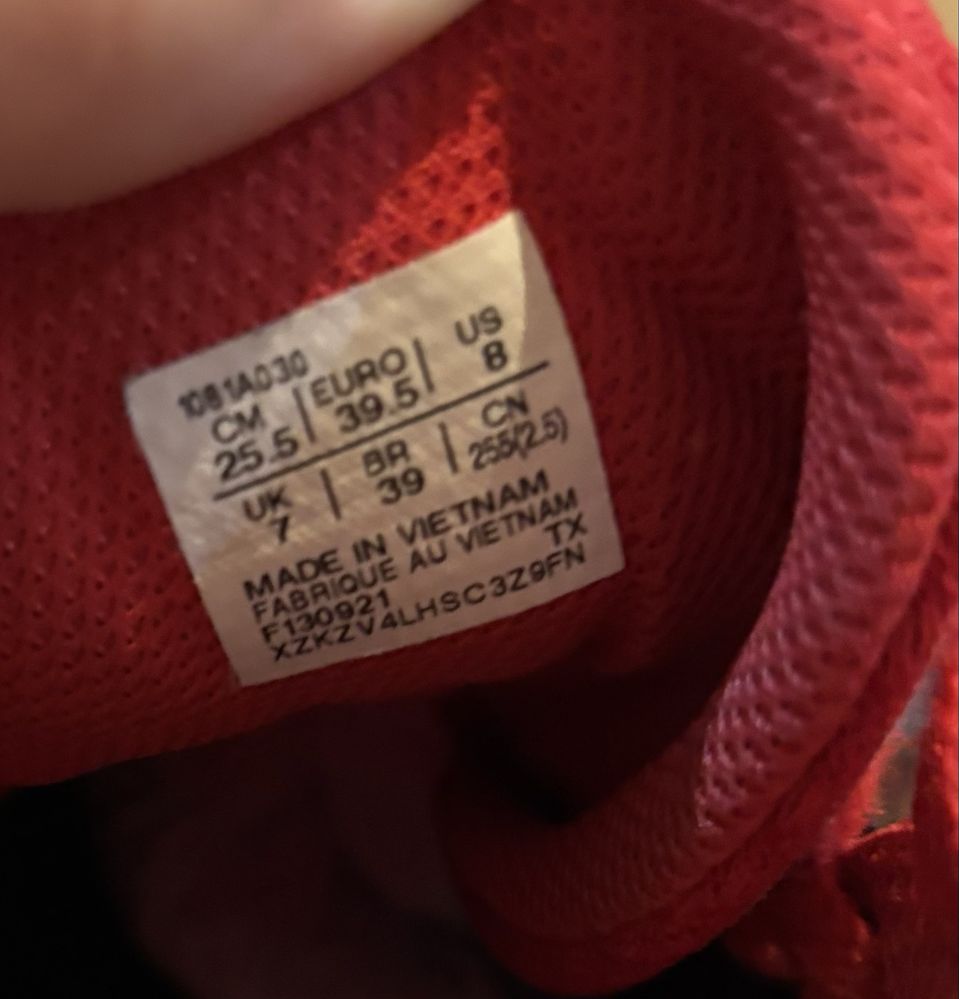 1081A030
CM | EURO | US
25.5 | 39.5 | 8
UK | BR | CN
7 | 39 | 255(2.5)
MADE IN VIETNAM
FABRIQUE AU VIETNAM
F130921 TX
XZKZV4LHSC3Z9FN